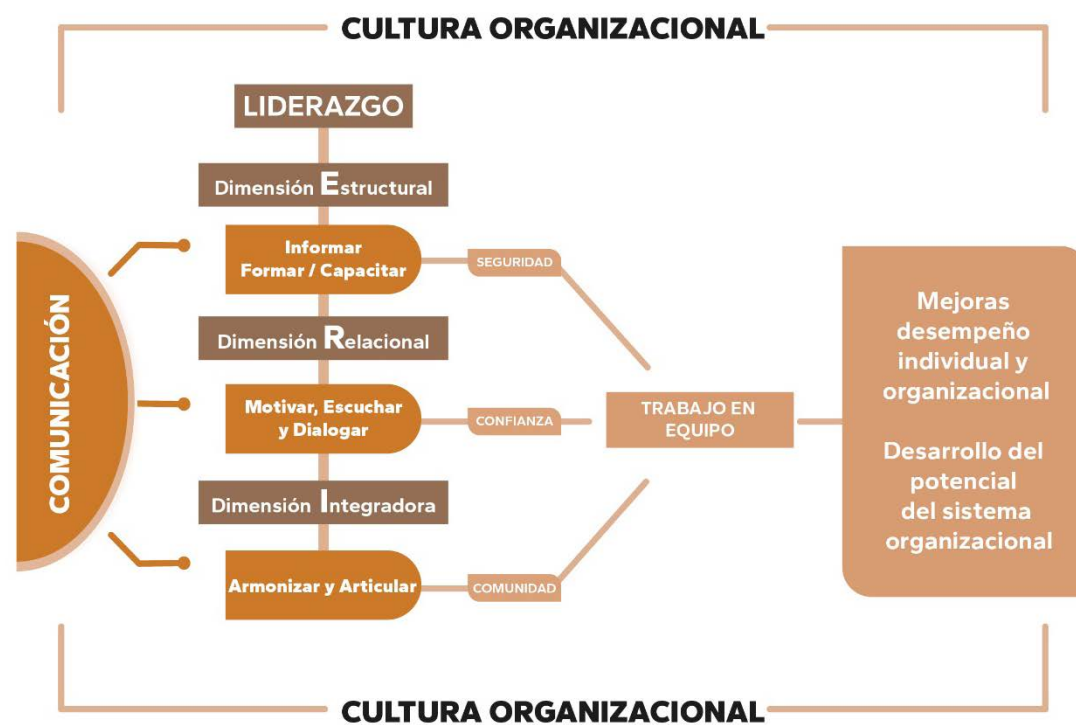 CULTURA ORGANIZACIONAL
LIDERAZGO
Dimensión Estructural
Informar
Formar / Capacitar
SEGURIDAD
Dimensión Relacional
Motivar, Escuchar
y Dialogar
CONFIANZA
Dimensión Integradora
Armonizar y Articular
COMUNIDAD
COMUNICACIÓN
TRABAJO EN
EQUIPO
Mejoras
desempeño
individual y
organizacional
Desarrollo del
potencial
del sistema
organizacional
CULTURA ORGANIZACIONAL